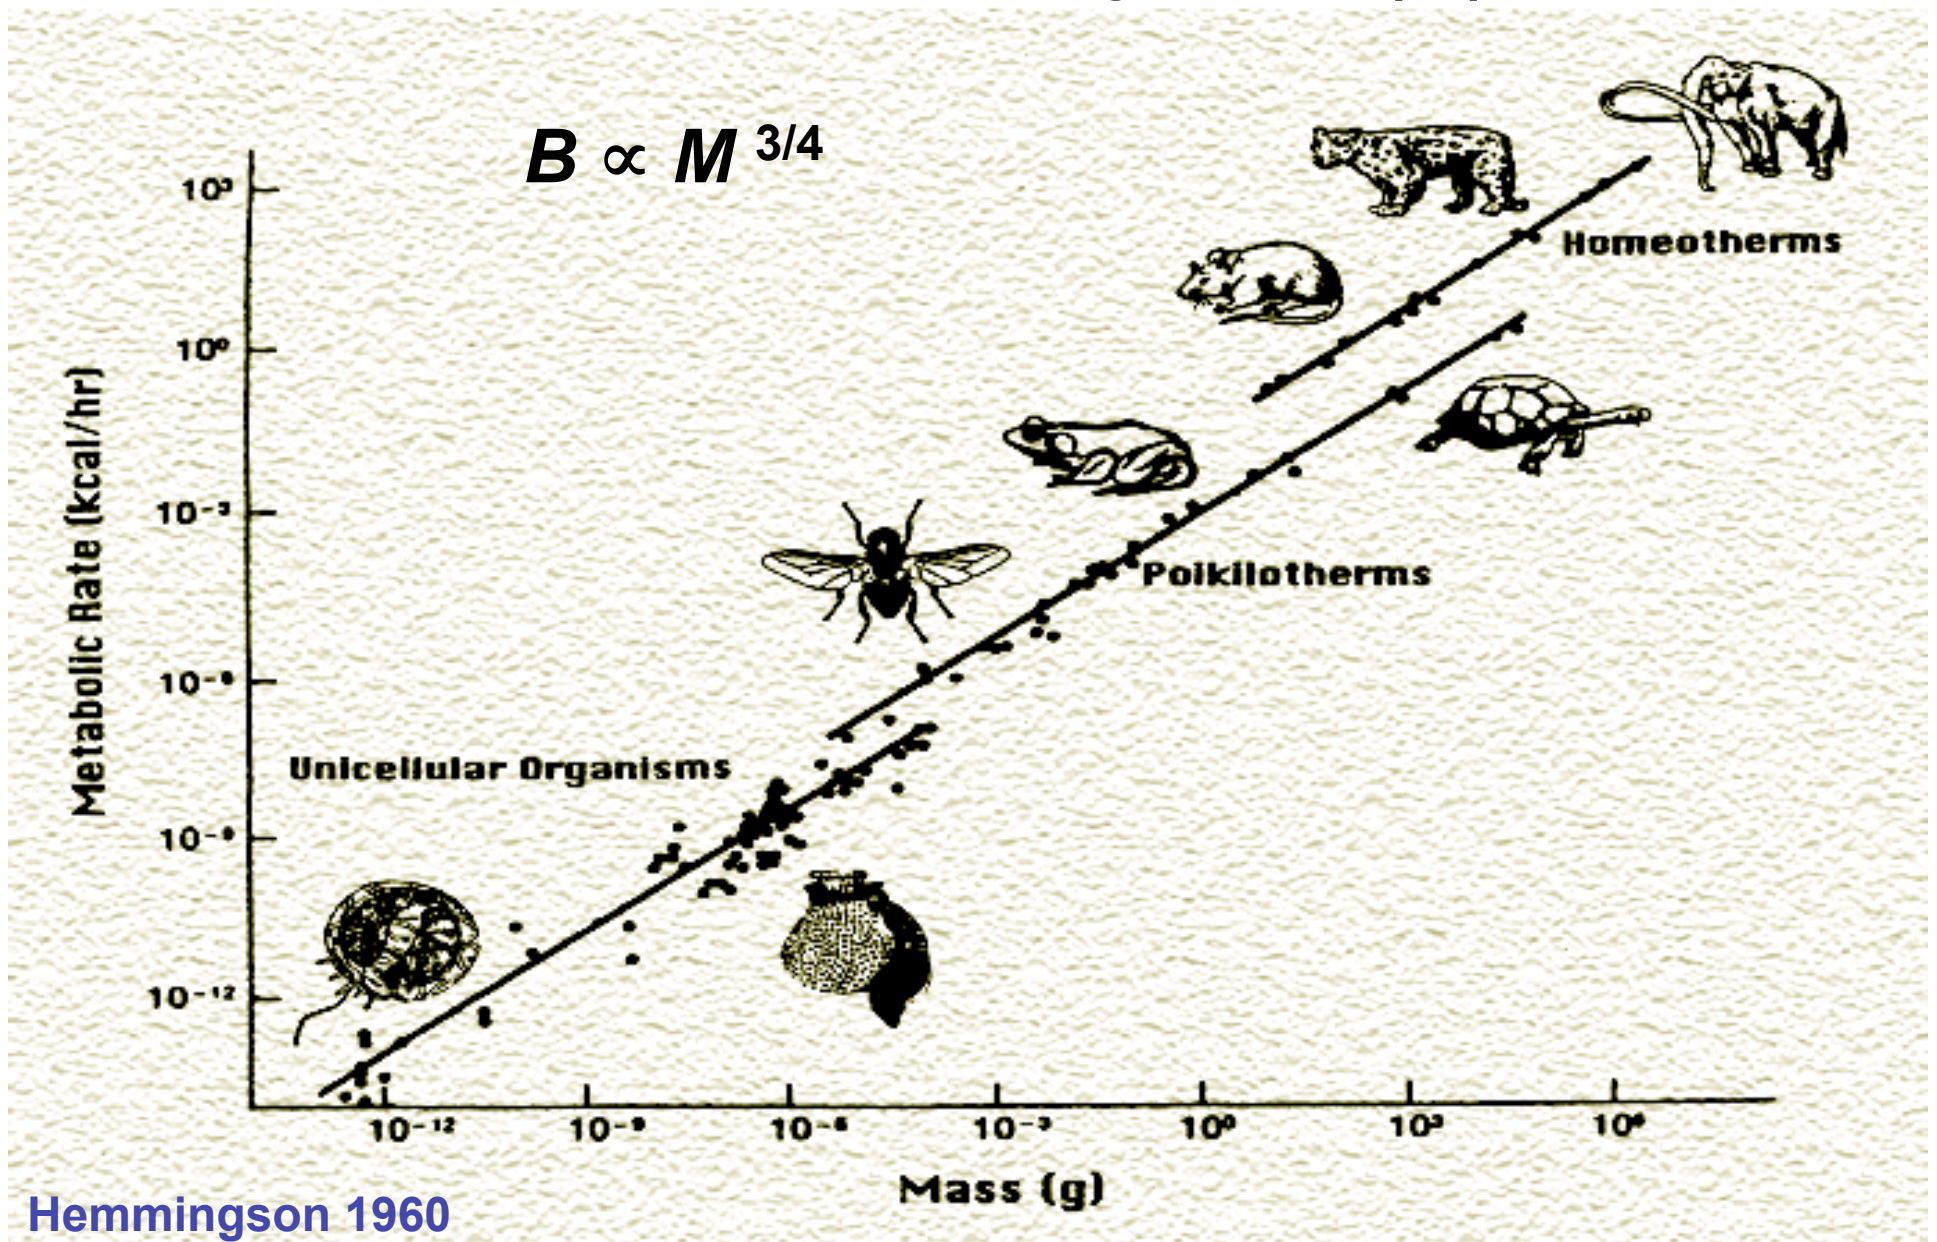 B ∝ M 3/4
10³
10⁰
10⁻³
10⁻⁶
10⁻⁹
10⁻¹²
Metabolic Rate (kcal/hr)
Homeotherms
Poikilotherms
Unicellular Organisms
10⁻¹² 10⁻⁹ 10⁻⁶ 10⁻³ 10⁰ 10³ 10⁶
Mass (g)
Hemmingson 1960